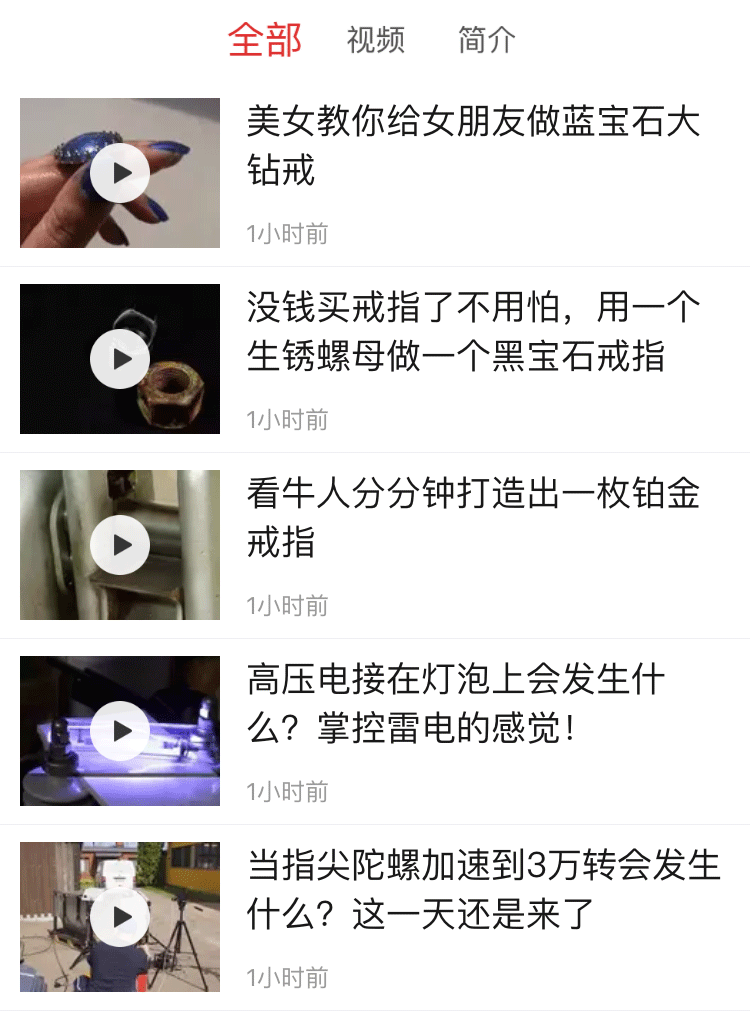 全部 视频 简介
美女教你给女朋友做蓝宝石大
钻戒
1小时前
没钱买戒指了不用怕，用一个
生锈螺母做一个黑宝石戒指
1小时前
看牛人分分钟打造出一枚铂金
戒指
1小时前
高压电接在灯泡上会发生什
么？掌控雷电的感觉！
1小时前
当指尖陀螺加速到3万转会发生
什么？这一天还是来了
1小时前